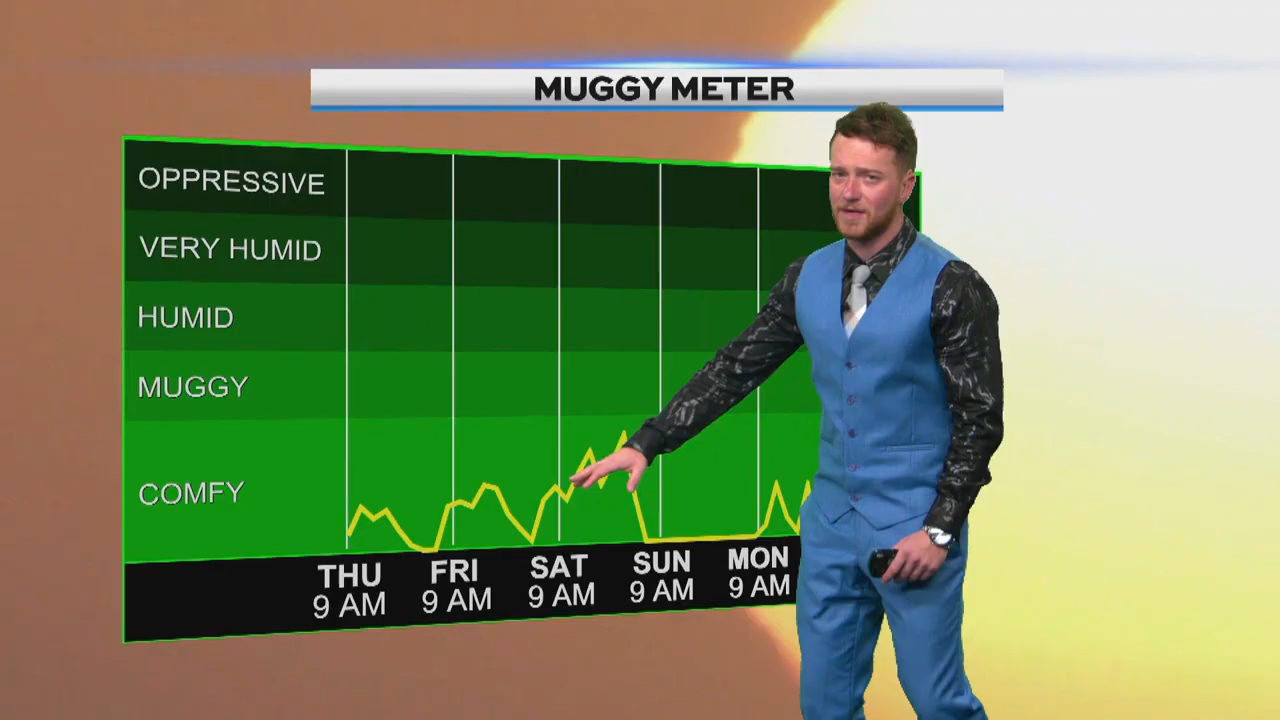 MUGGY METER
OPPRESSIVE
VERY HUMID
HUMID
MUGGY
COMFY
THU FRI SAT SUN MON
9 AM 9 AM 9 AM 9 AM 9 AM